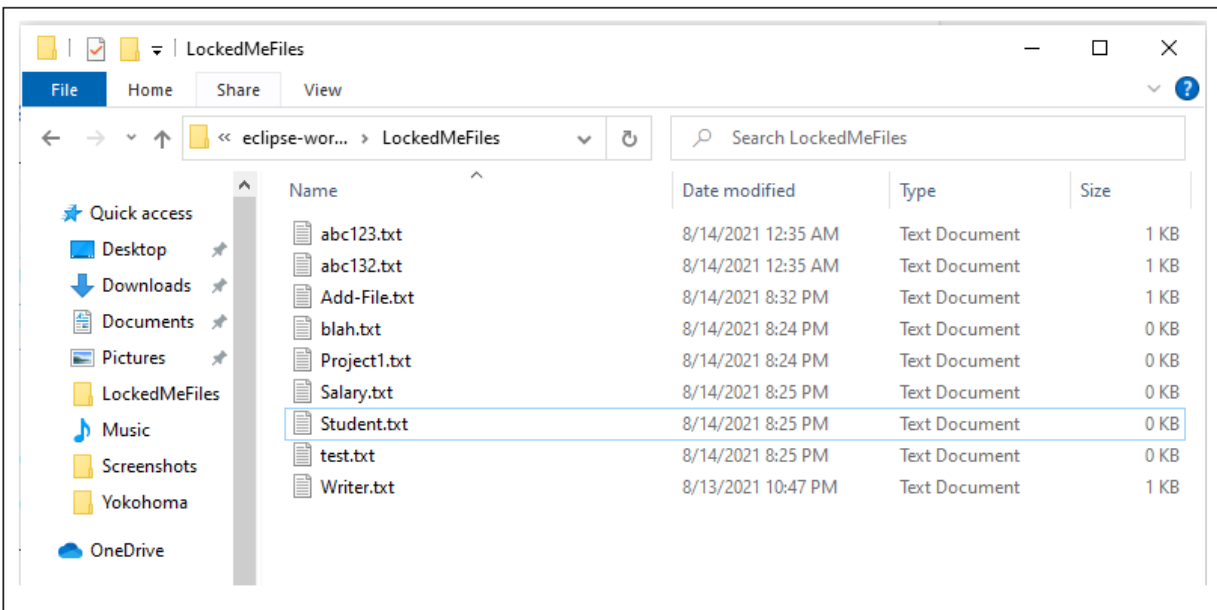 LockedMeFiles
File Home Share View
« eclipse-wor... > LockedMeFiles Search LockedMeFiles
Name Date modified Type Size
Quick access
Desktop
Downloads
Documents
Pictures
LockedMeFiles
Music
Screenshots
Yokohoma
OneDrive
abc123.txt 8/14/2021 12:35 AM Text Document 1 KB
abc132.txt 8/14/2021 12:35 AM Text Document 1 KB
Add-File.txt 8/14/2021 8:32 PM Text Document 1 KB
blah.txt 8/14/2021 8:24 PM Text Document 0 KB
Project1.txt 8/14/2021 8:24 PM Text Document 0 KB
Salary.txt 8/14/2021 8:25 PM Text Document 0 KB
Student.txt 8/14/2021 8:25 PM Text Document 0 KB
test.txt 8/14/2021 8:25 PM Text Document 0 KB
Writer.txt 8/13/2021 10:47 PM Text Document 1 KB